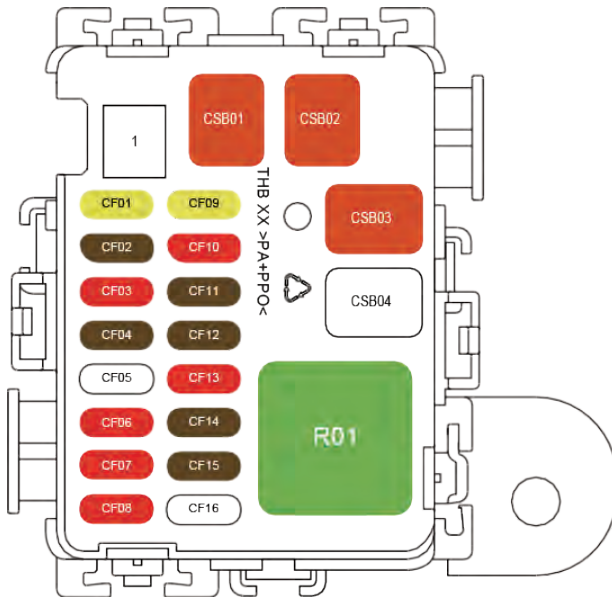 CSB01
CSB02
1
THB XX >PA+PPO<
CF01
CF09
CSB03
CF02
CF10
CF03
CF11
CSB04
CF04
CF12
CF05
CF13
CF06
CF14
R01
CF07
CF15
CF08
CF16